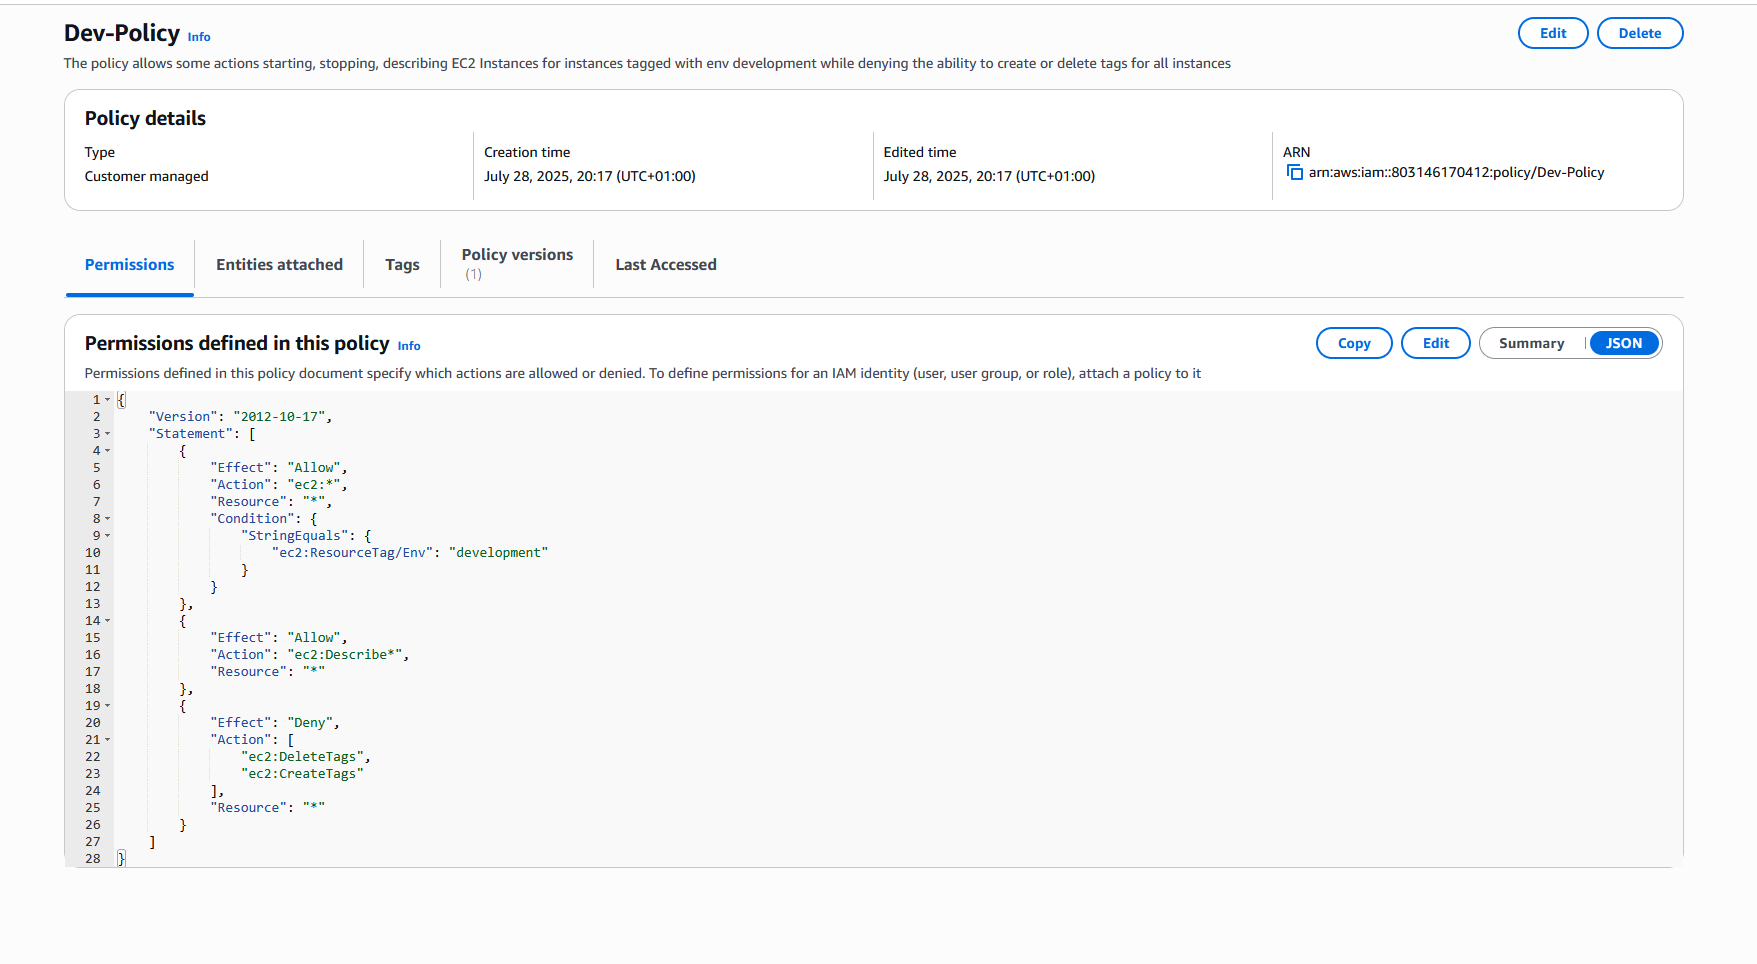 Dev-Policy Info
Edit
Delete
The policy allows some actions starting, stopping, describing EC2 Instances for instances tagged with env development while denying the ability to create or delete tags for all instances
Policy details
Type
Customer managed
Creation time
July 28, 2025, 20:17 (UTC+01:00)
Edited time
July 28, 2025, 20:17 (UTC+01:00)
ARN
arn:aws:iam::803146170412:policy/Dev-Policy
Permissions
Entities attached
Tags
Policy versions
(1)
Last Accessed
Permissions defined in this policy Info
Copy
Edit
Summary
JSON
Permissions defined in this policy document specify which actions are allowed or denied. To define permissions for an IAM identity (user, user group, or role), attach a policy to it
1 {
2     "Version": "2012-10-17",
3     "Statement": [
4         {
5             "Effect": "Allow",
6             "Action": "ec2:*",
7             "Resource": "*",
8             "Condition": {
9                 "StringEquals": {
10                     "ec2:ResourceTag/Env": "development"
11                 }
12             }
13         },
14         {
15             "Effect": "Allow",
16             "Action": "ec2:Describe*",
17             "Resource": "*"
18         },
19         {
20             "Effect": "Deny",
21             "Action": [
22                 "ec2:DeleteTags",
23                 "ec2:CreateTags"
24             ],
25             "Resource": "*"
26         }
27     ]
28 }